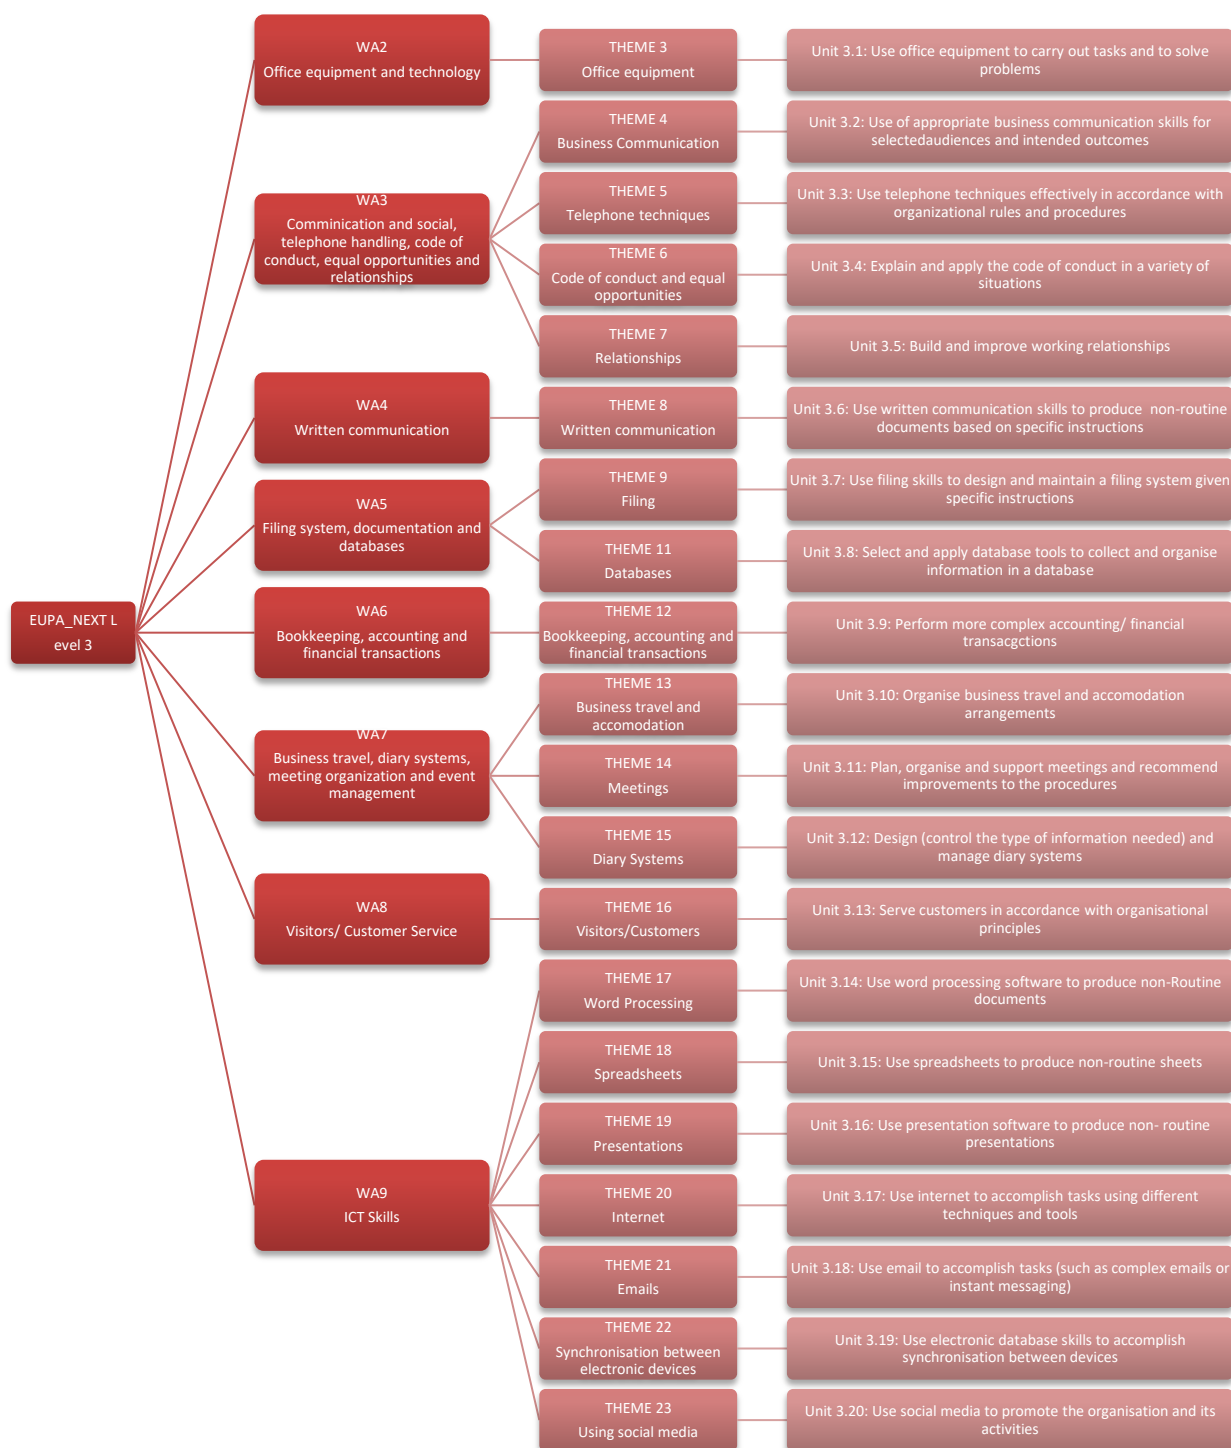 EUPA_NEXT L
evel 3
WA2
Office equipment and technology
THEME 3
Office equipment
Unit 3.1: Use office equipment to carry out tasks and to solve
problems
WA3
Comminication and social,
telephone handling, code of
conduct, equal opportunities and
relationships
THEME 4
Business Communication
Unit 3.2: Use of appropriate business communication skills for
selectedaudiences and intended outcomes
THEME 5
Telephone techniques
Unit 3.3: Use telephone techniques effectively in accordance with
organizational rules and procedures
THEME 6
Code of conduct and equal
opportunities
Unit 3.4: Explain and apply the code of conduct in a variety of
situations
THEME 7
Relationships
Unit 3.5: Build and improve working relationships
WA4
Written communication
THEME 8
Written communication
Unit 3.6: Use written communication skills to produce  non-routine
documents based on specific instructions
WA5
Filing system, documentation and
databases
THEME 9
Filing
Unit 3.7: Use filing skills to design and maintain a filing system given
specific instructions
THEME 11
Databases
Unit 3.8: Select and apply database tools to collect and organise
information in a database
WA6
Bookkeeping, accounting and
financial transactions
THEME 12
Bookkeeping, accounting and
financial transactions
Unit 3.9: Perform more complex accounting/ financial
transacgctions
WA7
Business travel, diary systems,
meeting organization and event
management
THEME 13
Business travel and
accomodation
Unit 3.10: Organise business travel and accomodation
arrangements
THEME 14
Meetings
Unit 3.11: Plan, organise and support meetings and recommend
improvements to the procedures
THEME 15
Diary Systems
Unit 3.12: Design (control the type of information needed) and
manage diary systems
WA8
Visitors/ Customer Service
THEME 16
Visitors/Customers
Unit 3.13: Serve customers in accordance with organisational
principles
WA9
ICT Skills
THEME 17
Word Processing
Unit 3.14: Use word processing software to produce non-Routine
documents
THEME 18
Spreadsheets
Unit 3.15: Use spreadsheets to produce non-routine sheets
THEME 19
Presentations
Unit 3.16: Use presentation software to produce non- routine
presentations
THEME 20
Internet
Unit 3.17: Use internet to accomplish tasks using different
techniques and tools
THEME 21
Emails
Unit 3.18: Use email to accomplish tasks (such as complex emails or
instant messaging)
THEME 22
Synchronisation between
electronic devices
Unit 3.19: Use electronic database skills to accomplish
synchronisation between devices
THEME 23
Using social media
Unit 3.20: Use social media to promote the organisation and its
activities